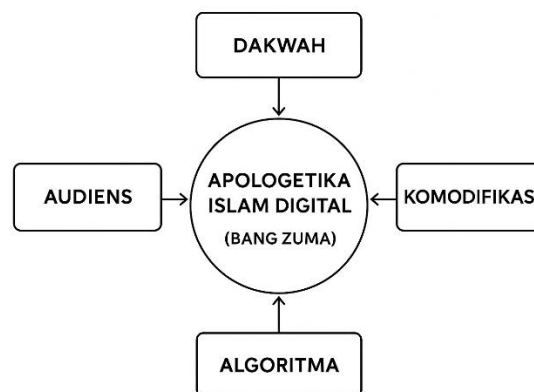 DAKWAH
AUDIENS
APOLOGETIKA
ISLAM DIGITAL
(BANG ZUMA)
KOMODIFIKAS
ALGORITMA